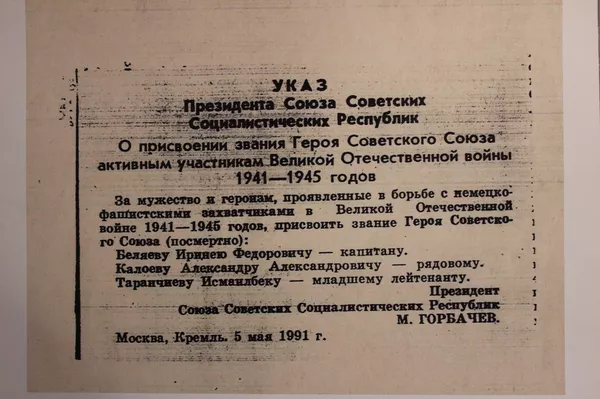 УКАЗ
Президента Союза Советских
Социалистических Республик
О присвоении звания Героя Советского Союза
активным участникам Великой Отечественной войны
1941—1945 годов
За мужество и героизм, проявленные в борьбе с немецко-
фашистскими захватчиками в Великой Отечественной
войне 1941—1945 годов, присвоить звание Героя Советско-
го Союза (посмертно):
Беляеву Иринею Федоровичу — капитану.
Калоеву Александру Александровичу — рядовому.
Таранчиеву Исмаилбеку — младшему лейтенанту.
Президент
Союза Советских Социалистических Республик
М. ГОРБАЧЕВ.
Москва, Кремль. 5 мая 1991 г.